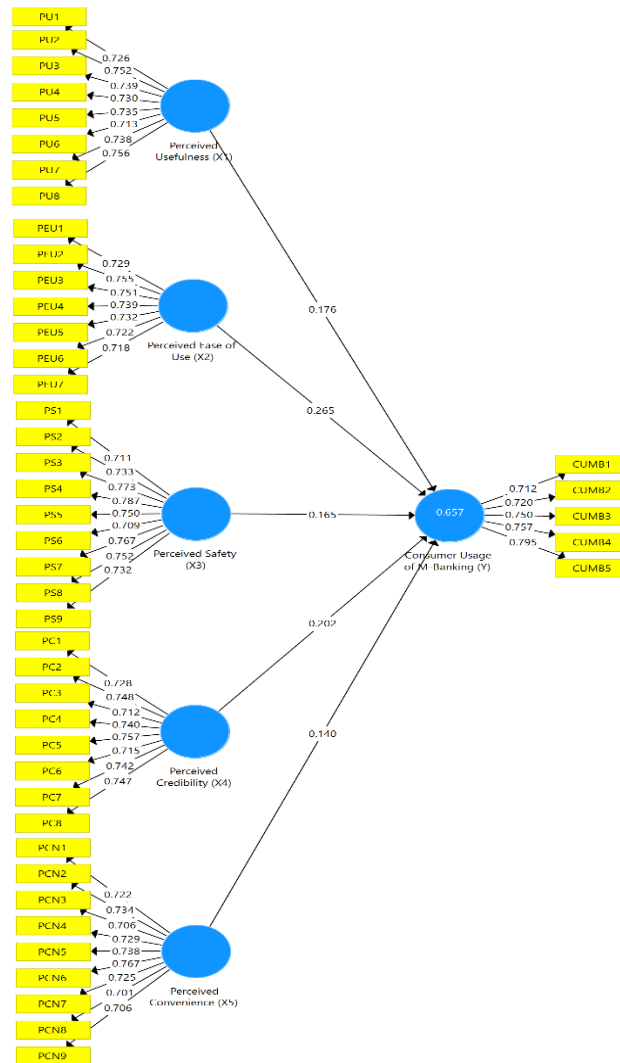 PU1
PU2
PU3
PU4
PU5
PU6
PU7
PU8
0.726
0.752
0.739
0.730
0.735
0.713
0.738
0.756
Perceived
Usefulness (X1)
0.176
PEU1
PEU2
PEU3
PEU4
PEU5
PEU6
PEU7
0.729
0.755
0.751
0.739
0.732
0.722
0.718
Perceived Ease of
Use (X2)
0.265
PS1
PS2
PS3
PS4
PS5
PS6
PS7
PS8
PS9
0.711
0.733
0.773
0.787
0.750
0.709
0.767
0.752
0.732
Perceived Safety
(X3)
0.165
PC1
PC2
PC3
PC4
PC5
PC6
PC7
PC8
0.728
0.748
0.712
0.740
0.757
0.715
0.742
0.747
Perceived
Credibility (X4)
0.202
PCN1
PCN2
PCN3
PCN4
PCN5
PCN6
PCN7
PCN8
PCN9
0.722
0.734
0.706
0.729
0.738
0.767
0.725
0.701
0.706
Perceived
Convenience (X5)
0.140
0.657
Consumer Usage
of M-Banking (Y)
0.712
0.720
0.750
0.757
0.795
CUMB1
CUMB2
CUMB3
CUMB4
CUMB5